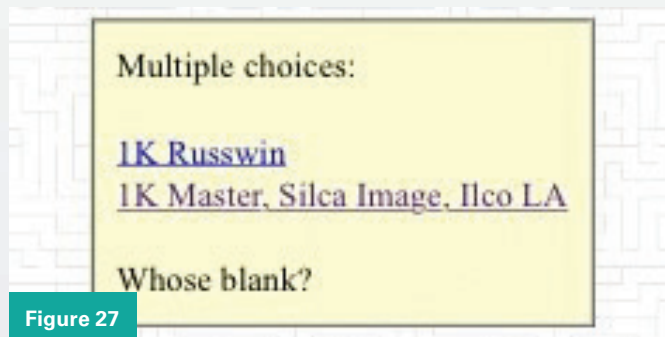 Multiple choices:
1K Russwin
1K Master, Silca Image, Ilco LA
Whose blank?
Figure 27